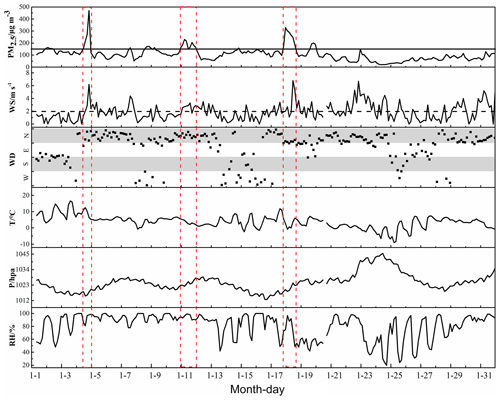 PM2.5/μg m-3
500
400
300
200
100
0
WS/m s-1
8
6
4
2
0
WD
N
E
S
W
T/°C
20
10
0
-10
P/hpa
1045
1034
1023
1012
RH/%
100
80
60
40
20
1-1 1-3 1-5 1-7 1-9 1-11 1-13 1-15 1-17 1-19 1-21 1-23 1-25 1-27 1-29 1-31
Month-day